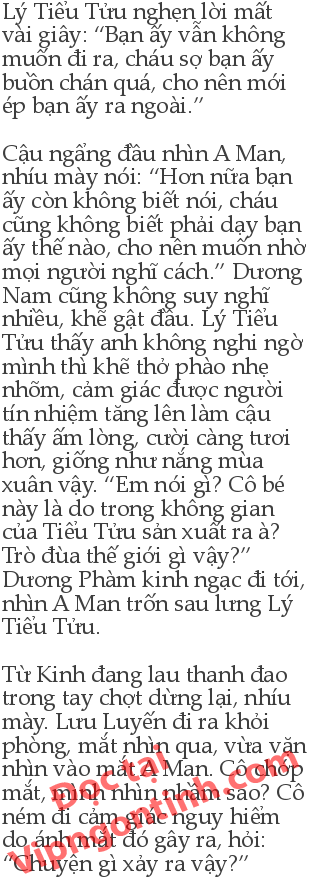 Lý Tiểu Tửu nghẹn lời mất
vài giây: “Bạn ấy vẫn không
muốn đi ra, cháu sợ bạn ấy
buồn chán quá, cho nên mới
ép bạn ấy ra ngoài.”

Cậu ngẩng đầu nhìn A Man,
nhíu mày nói: “Hơn nữa bạn
ấy còn không biết nói, cháu
cũng không biết phải dạy bạn
ấy thế nào, cho nên muốn nhờ
mọi người nghĩ cách.” Dương
Nam cũng không suy nghĩ
nhiều, khẽ gật đầu. Lý Tiểu
Tửu thấy anh không nghi ngờ
mình thì khẽ thở phào nhẹ
nhõm, cảm giác được người
tín nhiệm tăng lên làm cậu
thấy ấm lòng, cười càng tươi
hơn, giống như nắng mùa
xuân vậy. “Em nói gì? Cô bé
này là do trong không gian
của Tiểu Tửu sản xuất ra à?
Trò đùa thế giới gì vậy?”
Dương Phàm kinh ngạc đi tới,
nhìn A Man trốn sau lưng Lý
Tiểu Tửu.

Từ Kinh đang lau thanh đao
trong tay chợt dừng lại, nhíu
mày. Lưu Luyến đi ra khỏi
phòng, mắt nhìn qua, vừa vặn
nhìn vào mắt A Man. Cô chớp
mắt, mình nhìn nhầm sao? Cô
ném đi cảm giác nguy hiểm
do ánh mắt đó gây ra, hỏi:
“Chuyện gì xảy ra vậy?”
Đọc tại
Vipngontinh.com